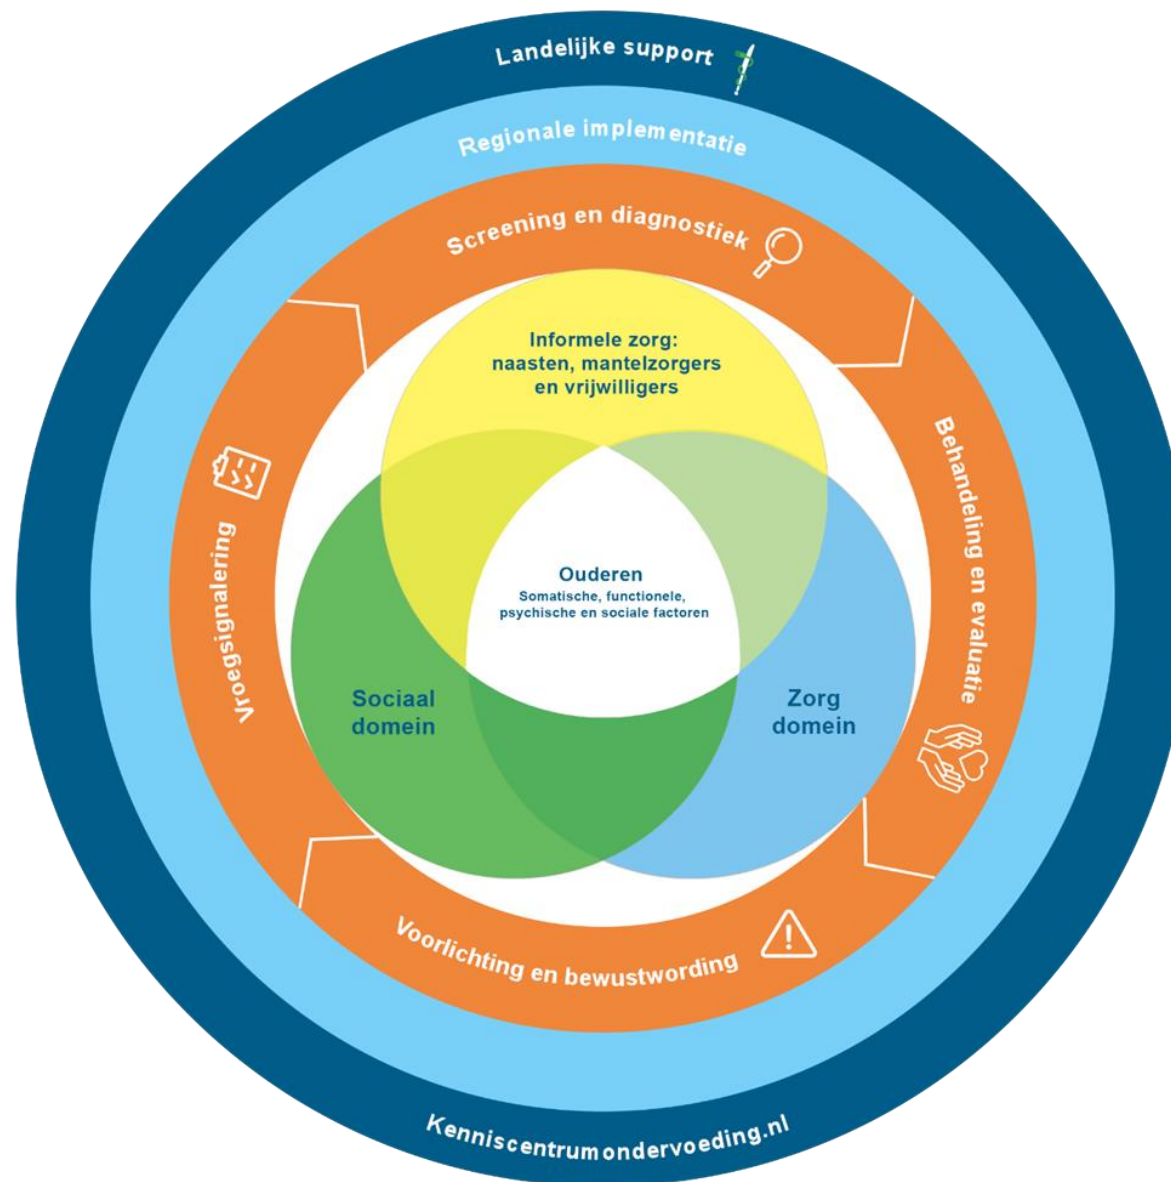 Landelijke support
Regionale implementatie
Screening en diagnostiek
Informele zorg:
naasten, mantelzorgers
en vrijwilligers
Behandeling en evaluatie
Vroegsignalering
Ouderen
Somatische, functionele,
psychische en sociale factoren
Sociaal
domein
Zorg
domein
Voorlichting en bewustwording
Kenniscentrumondervoeding.nl